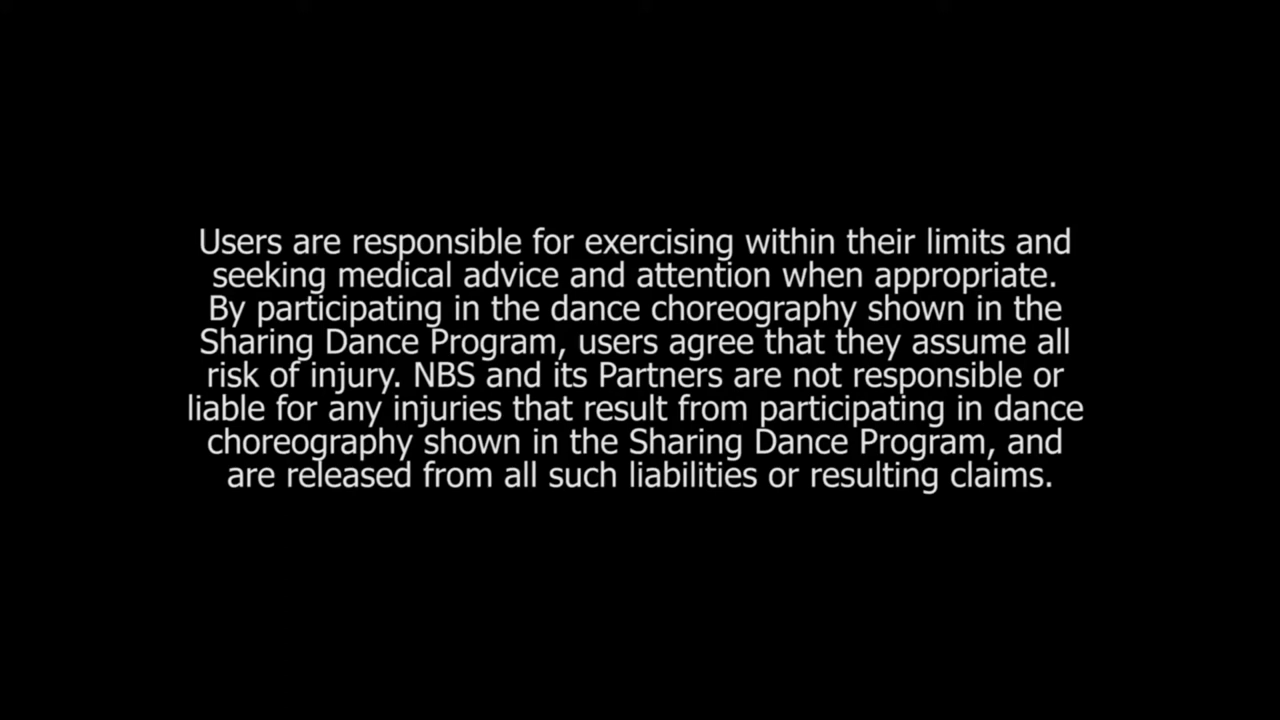 Users are responsible for exercising within their limits and
seeking medical advice and attention when appropriate.
By participating in the dance choreography shown in the
Sharing Dance Program, users agree that they assume all
risk of injury. NBS and its Partners are not responsible or
liable for any injuries that result from participating in dance
choreography shown in the Sharing Dance Program, and
are released from all such liabilities or resulting claims.